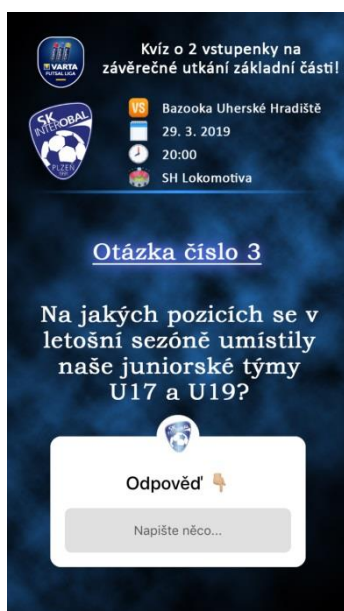 VARTA
FUTSAL LIGA
Kvíz o 2 vstupenky na
závěrečné utkání základní části!
SK
INTEROBAL
PLZEŇ
VS Bazooka Uherské Hradiště
29. 3. 2019
20:00
SH Lokomotiva
Otázka číslo 3
Na jakých pozicích se v
letošní sezóně umístily
naše juniorské týmy
U17 a U19?
Odpověď
Napište něco...